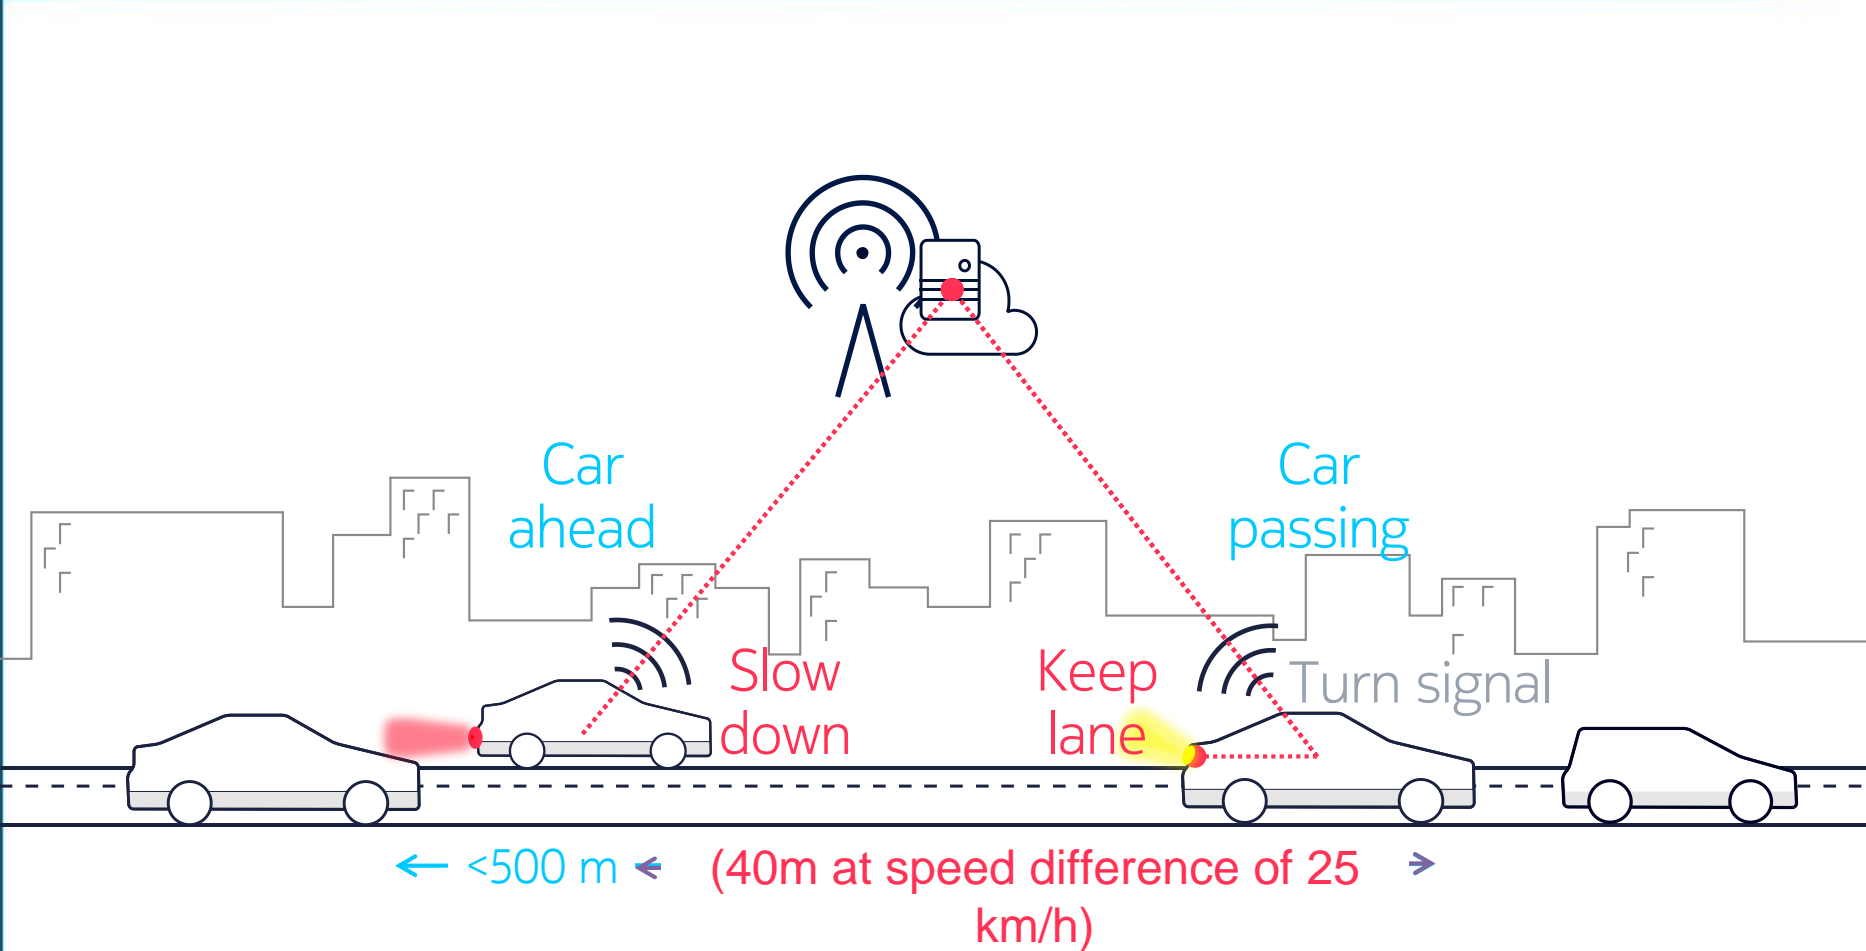 Car
ahead
Car
passing
Slow
down
Keep
lane
Turn signal
<500 m
(40m at speed difference of 25
km/h)